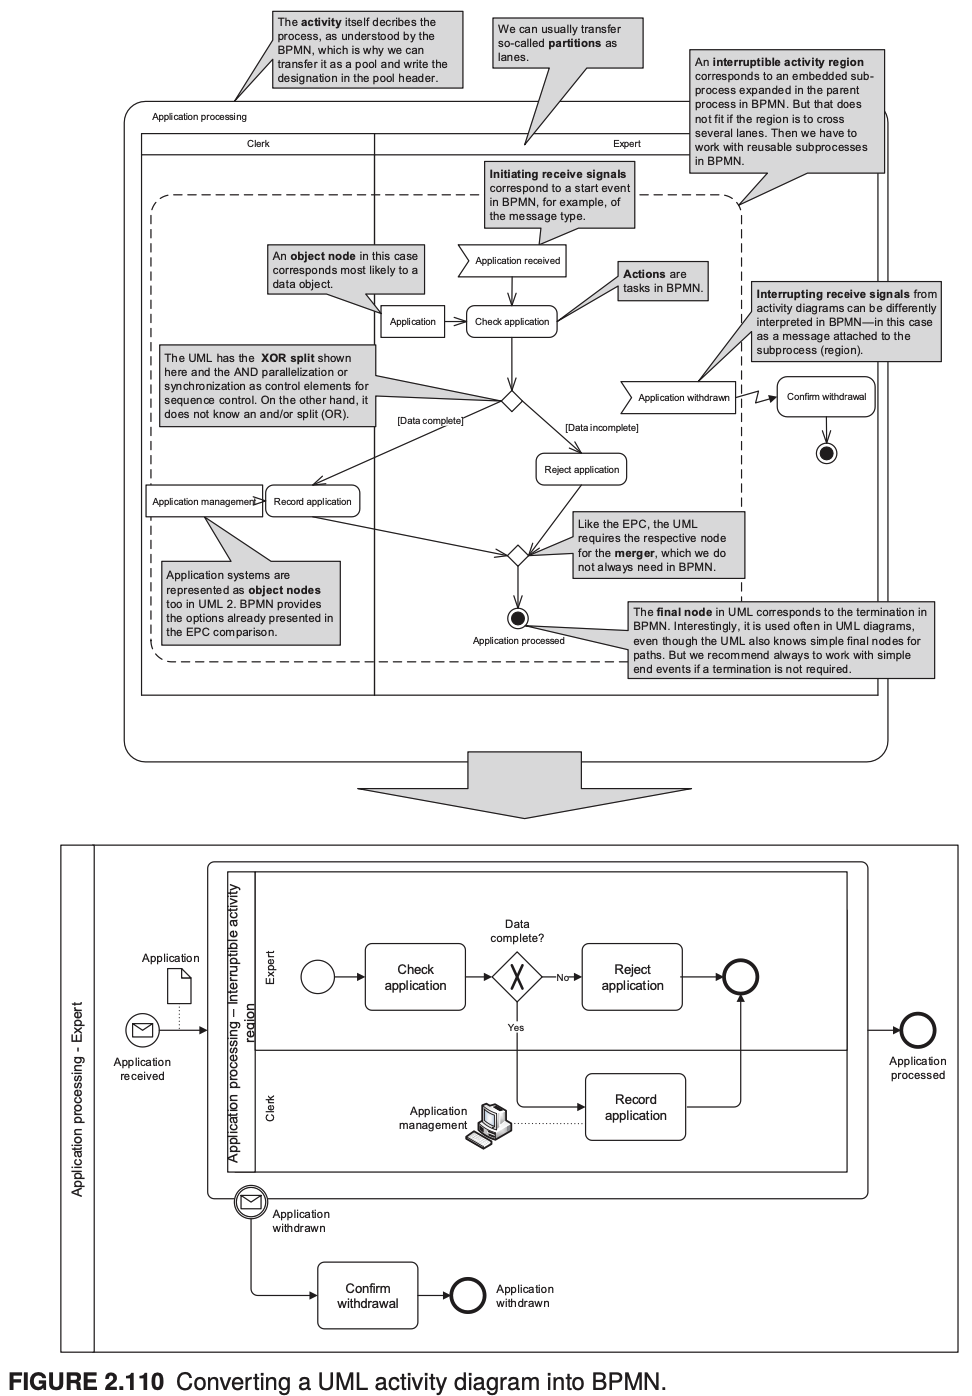 The activity itself decribes the
process, as understood by the
BPMN, which is why we can
transfer it as a pool and write the
designation in the pool header.
We can usually transfer
so-called partitions as
lanes.
An interruptible activity region
corresponds to an embedded sub-
process expanded in the parent
process in BPMN. But that does
not fit if the region is to cross
several lanes. Then we have to
work with reusable subprocesses
in BPMN.
Application processing
Clerk
Expert
Initiating receive signals
correspond to a start event
in BPMN, for example, of
the message type.
An object node in this case
corresponds most likely to a
data object.
Application received
Actions are
tasks in BPMN.
Application
Check application
Interrupting receive signals from
activity diagrams can be differently
interpreted in BPMN—in this case
as a message attached to the
subprocess (region).
The UML has the XOR split shown
here and the AND parallelization or
synchronization as control elements for
sequence control. On the other hand, it
does not know an and/or split (OR).
Application withdrawn
Confirm withdrawal
[Data complete]
[Data incomplete]
Reject application
Application management
Record application
Like the EPC, the UML
requires the respective node
for the merger, which we do
not always need in BPMN.
Application systems are
represented as object nodes
too in UML 2. BPMN provides
the options already presented in
the EPC comparison.
Application processed
The final node in UML corresponds to the termination in
BPMN. Interestingly, it is used often in UML diagrams,
even though the UML also knows simple final nodes for
paths. But we recommend always to work with simple
end events if a termination is not required.
Application processing - Expert
Application
Application
received
Application processing – Interruptible activity
region
Expert
Check
application
Data
complete?
No
Reject
application
Yes
Clerk
Application
management
Record
application
Application
processed
Application
withdrawn
Confirm
withdrawal
Application
withdrawn
FIGURE 2.110 Converting a UML activity diagram into BPMN.